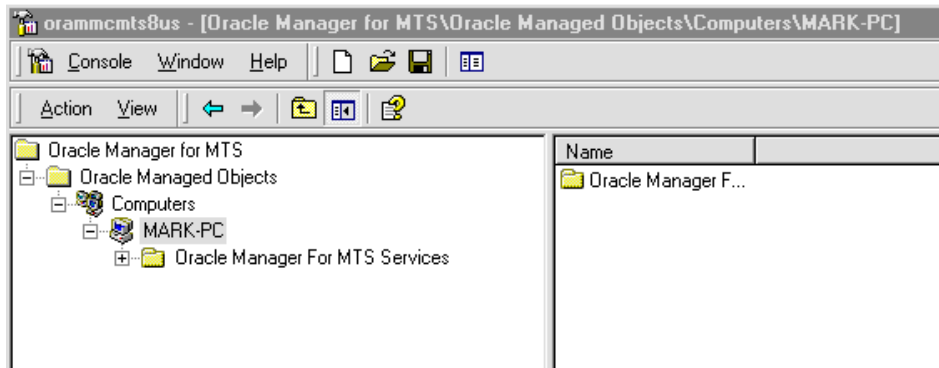 orammcmts8us - [Oracle Manager for MTS\Oracle Managed Objects\Computers\MARK-PC]
Console Window Help
Action View
Oracle Manager for MTS
Oracle Managed Objects
Computers
MARK-PC
Oracle Manager For MTS Services
Name
Oracle Manager F...